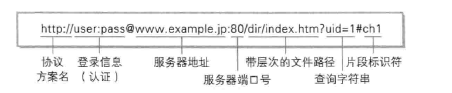 http://user:pass@www.example.jp:80/dir/index.htm?uid=1#ch1
协议
方案名
登录信息
（认证）
服务器地址
服务器端口号
带层次的文件路径
查询字符串
片段标识符